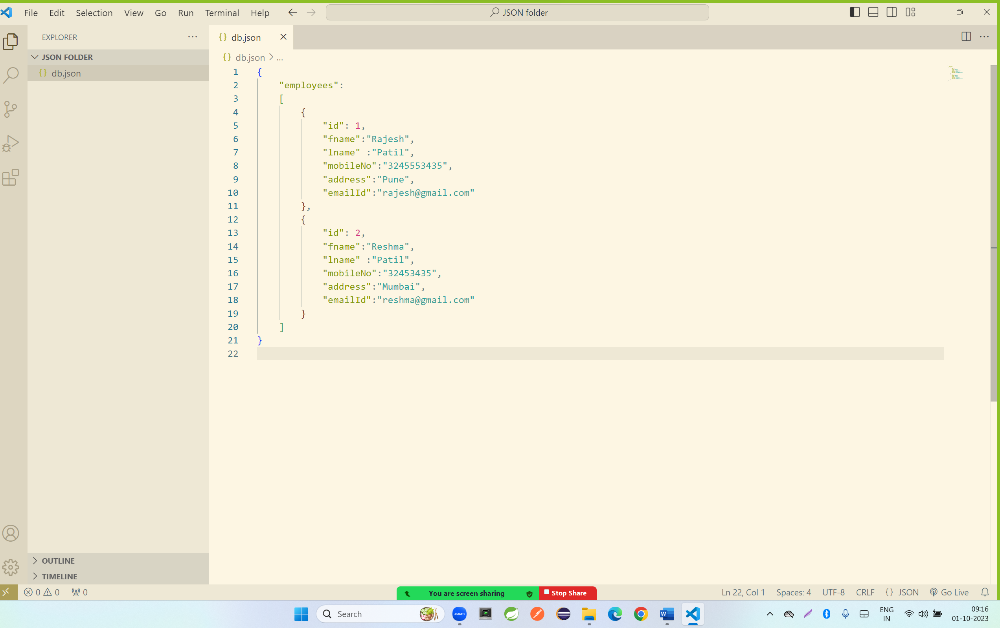 File Edit Selection View Go Run Terminal Help JSON folder
EXPLORER
db.json
JSON FOLDER
db.json
db.json > ...
1 {
2 "employees":
3 [
4 {
5 "id": 1,
6 "fname":"Rajesh",
7 "lname" :"Patil",
8 "mobileNo":"3245553435",
9 "address":"Pune",
10 "emailId":"rajesh@gmail.com"
11 },
12 {
13 "id": 2,
14 "fname":"Reshma",
15 "lname" :"Patil",
16 "mobileNo":"32453435",
17 "address":"Mumbai",
18 "emailId":"reshma@gmail.com"
19 }
20 ]
21 }
22
OUTLINE
TIMELINE
0 0 0 You are screen sharing Stop Share Ln 22, Col 1 Spaces: 4 UTF-8 CRLF {} JSON Go Live
Search zoom ENG 09:16
IN 01-10-2023